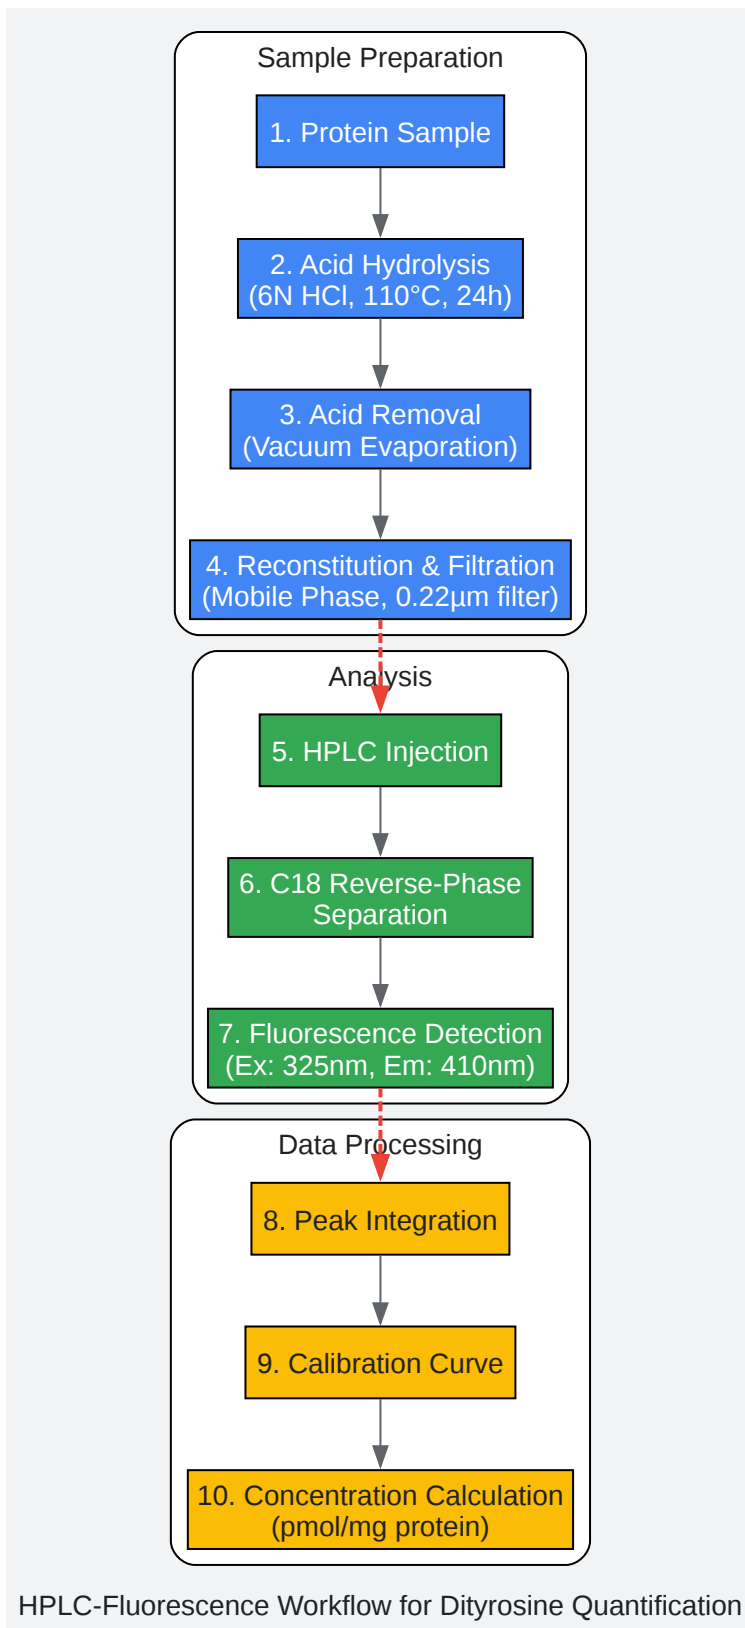 Sample Preparation
1. Protein Sample
2. Acid Hydrolysis
(6N HCl, 110°C, 24h)
3. Acid Removal
(Vacuum Evaporation)
4. Reconstitution & Filtration
(Mobile Phase, 0.22µm filter)
Analysis
5. HPLC Injection
6. C18 Reverse-Phase
Separation
7. Fluorescence Detection
(Ex: 325nm, Em: 410nm)
Data Processing
8. Peak Integration
9. Calibration Curve
10. Concentration Calculation
(pmol/mg protein)
HPLC-Fluorescence Workflow for Dityrosine Quantification